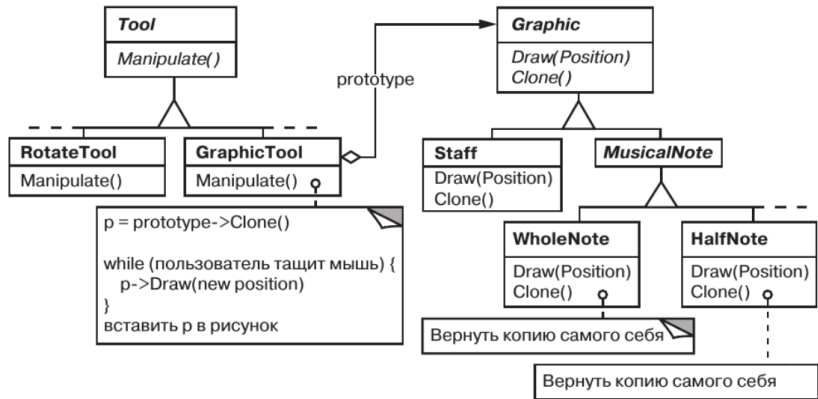 Tool
Manipulate()
Graphic
Draw(Position)
Clone()
prototype
RotateTool
Manipulate()
GraphicTool
Manipulate()
Staff
Draw(Position)
Clone()
MusicalNote
p = prototype->Clone()
while (пользователь тащит мышь) {
p->Draw(new position)
}
вставить p в рисунок
WholeNote
Draw(Position)
Clone()
HalfNote
Draw(Position)
Clone()
Вернуть копию самого себя
Вернуть копию самого себя